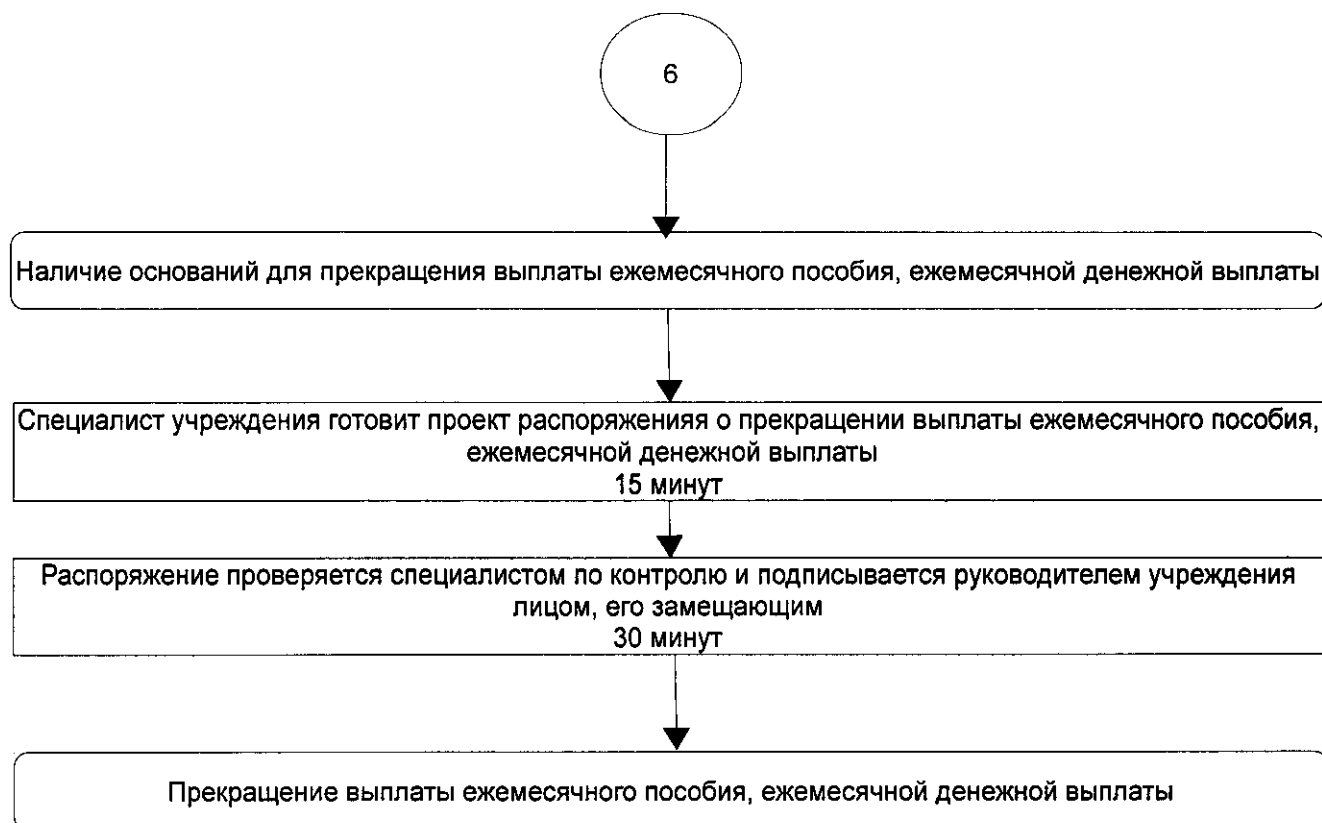 6
Наличие оснований для прекращения выплаты ежемесячного пособия, ежемесячной денежной выплаты
Специалист учреждения готовит проект распоряженияя о прекращении выплаты ежемесячного пособия,
ежемесячной денежной выплаты
15 минут
Распоряжение проверяется специалистом по контролю и подписывается руководителем учреждения
лицом, его замещающим
30 минут
Прекращение выплаты ежемесячного пособия, ежемесячной денежной выплаты